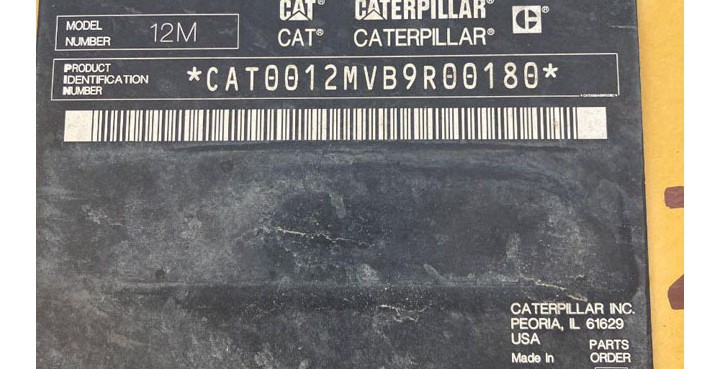 MODEL NUMBER 12M
CAT CATERPILLAR
CAT® CATERPILLAR® C®
PRODUCT IDENTIFICATION NUMBER
*CAT0012MVB9R00180*
CATERPILLAR INC.
PEORIA, IL 61629
USA
Made in
PARTS ORDER